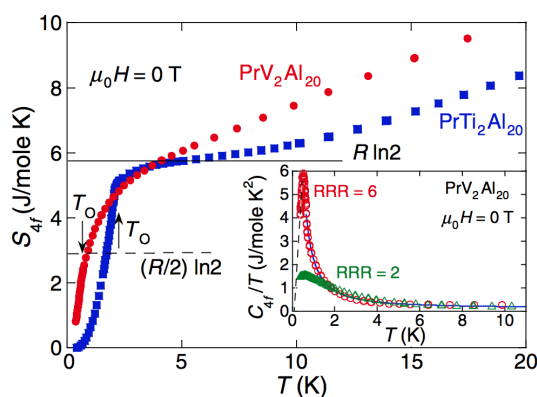 10
8
6
4
2
0
S4f (J/mole K)
μ0H = 0 T
PrV2Al20
PrTi2Al20
R ln2
TO
TO
(R/2) ln2
0
5
10
15
20
T (K)
6
5
4
3
2
1
0
C4f/T (J/mole K2)
RRR = 6
PrV2Al20
μ0H = 0 T
RRR = 2
0
2
4
6
8
10
T (K)